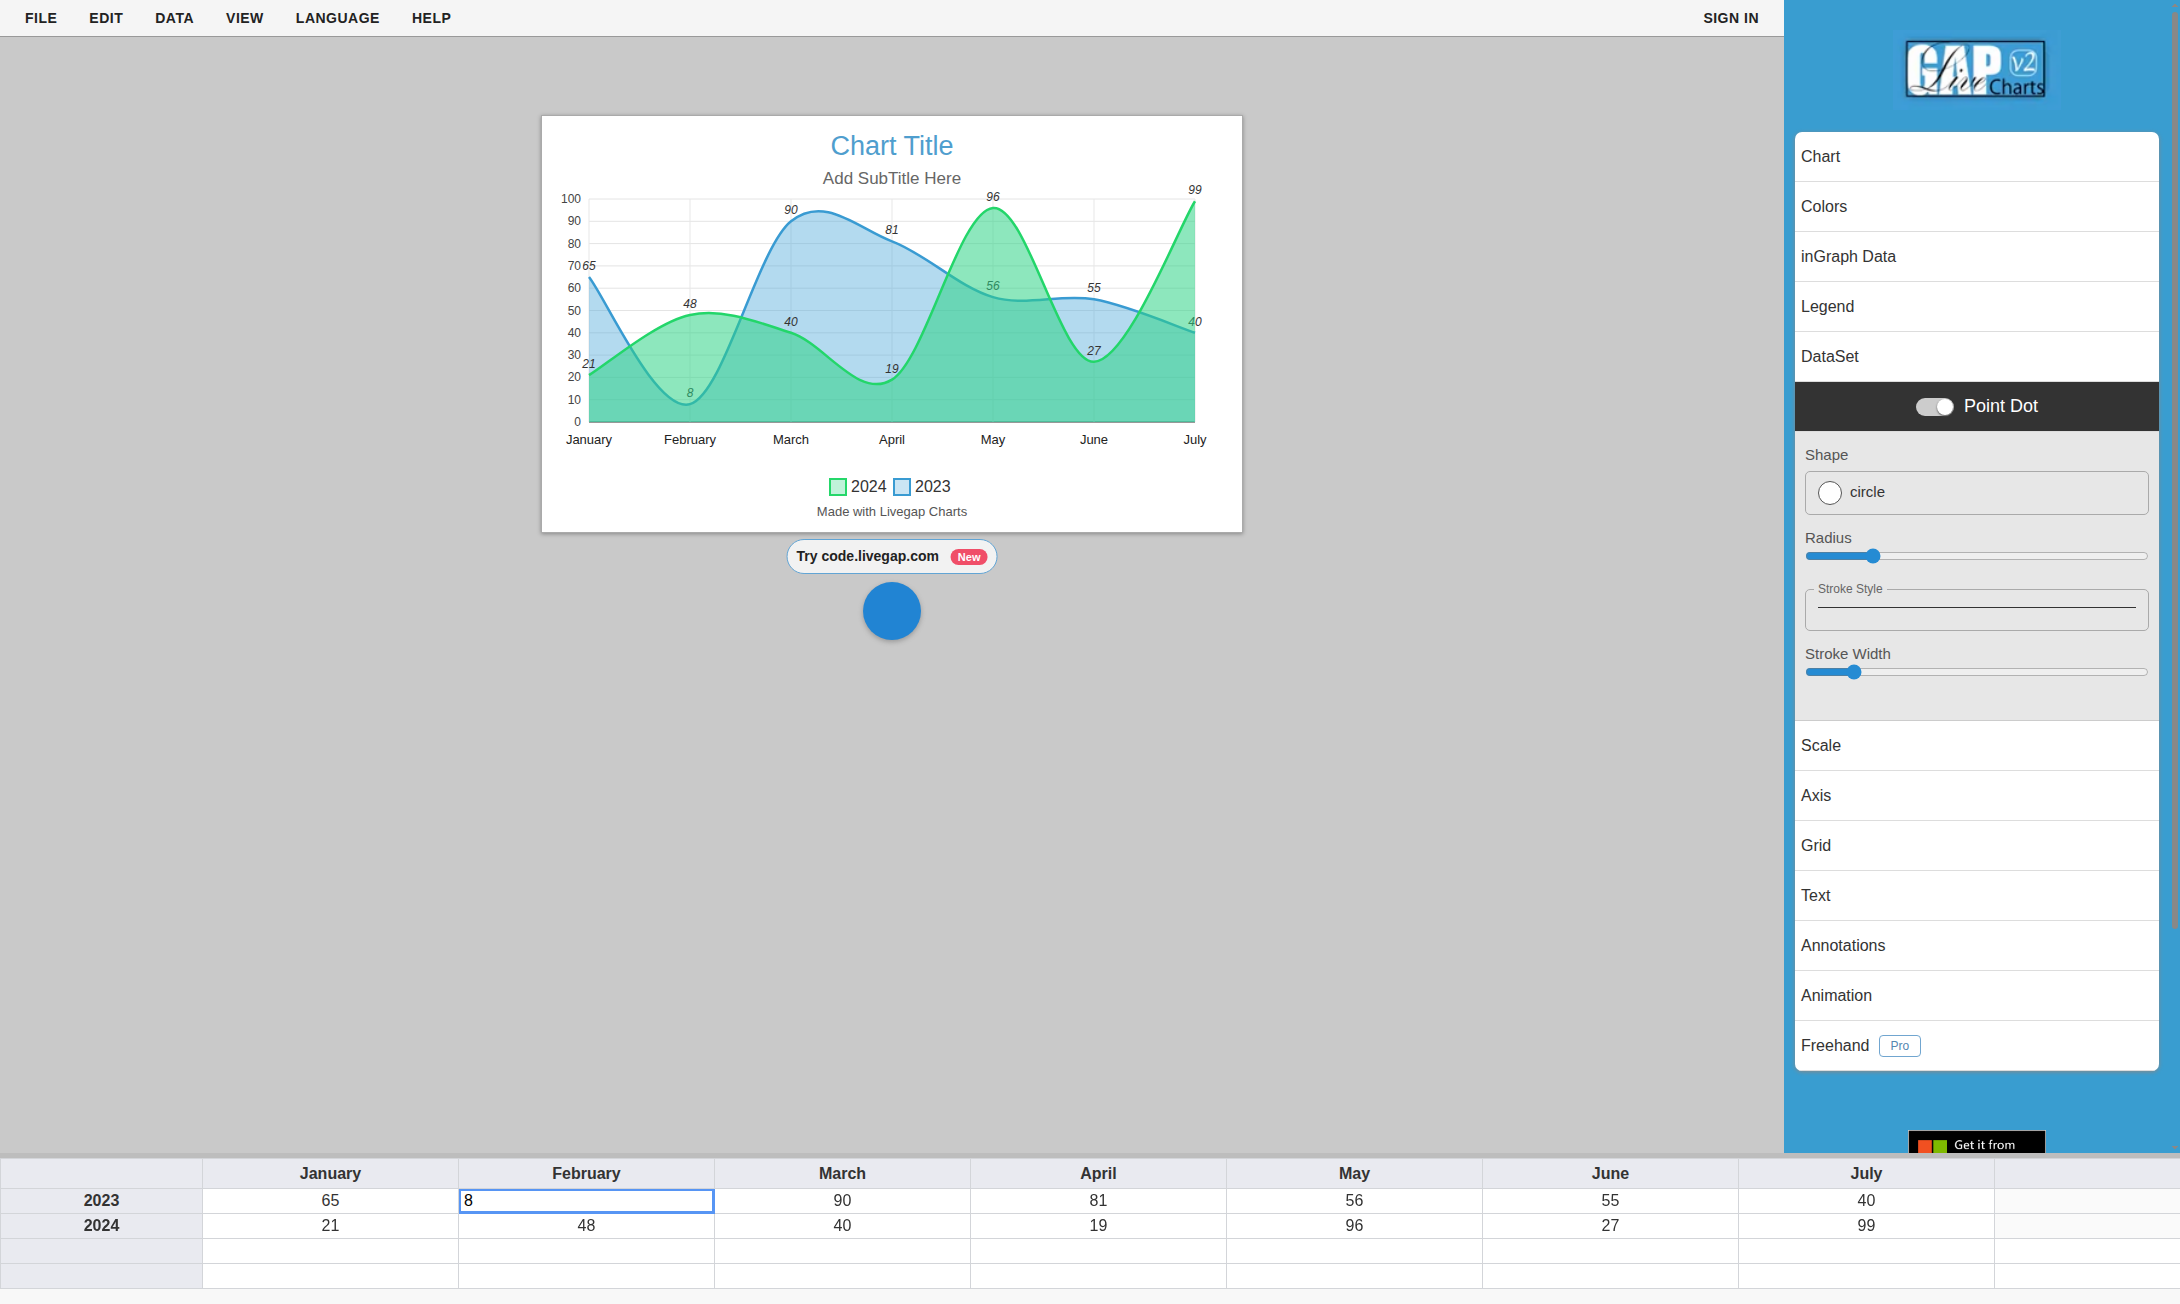 FILE EDIT DATA VIEW LANGUAGE HELP SIGN IN
GAP Live Charts v2
Chart Title
Add SubTitle Here
100
90
80
70
60
50
40
30
20
10
0
65
21
48
8
90
40
81
19
96
56
55
27
99
40
January February March April May June July
2024 2023
Made with Livegap Charts
Try code.livegap.com New
Chart
Colors
inGraph Data
Legend
DataSet
Point Dot
Shape
circle
Radius
Stroke Style
Stroke Width
Scale
Axis
Grid
Text
Annotations
Animation
Freehand Pro
Get it from
January February March April May June July
2023 65 8 90 81 56 55 40
2024 21 48 40 19 96 27 99